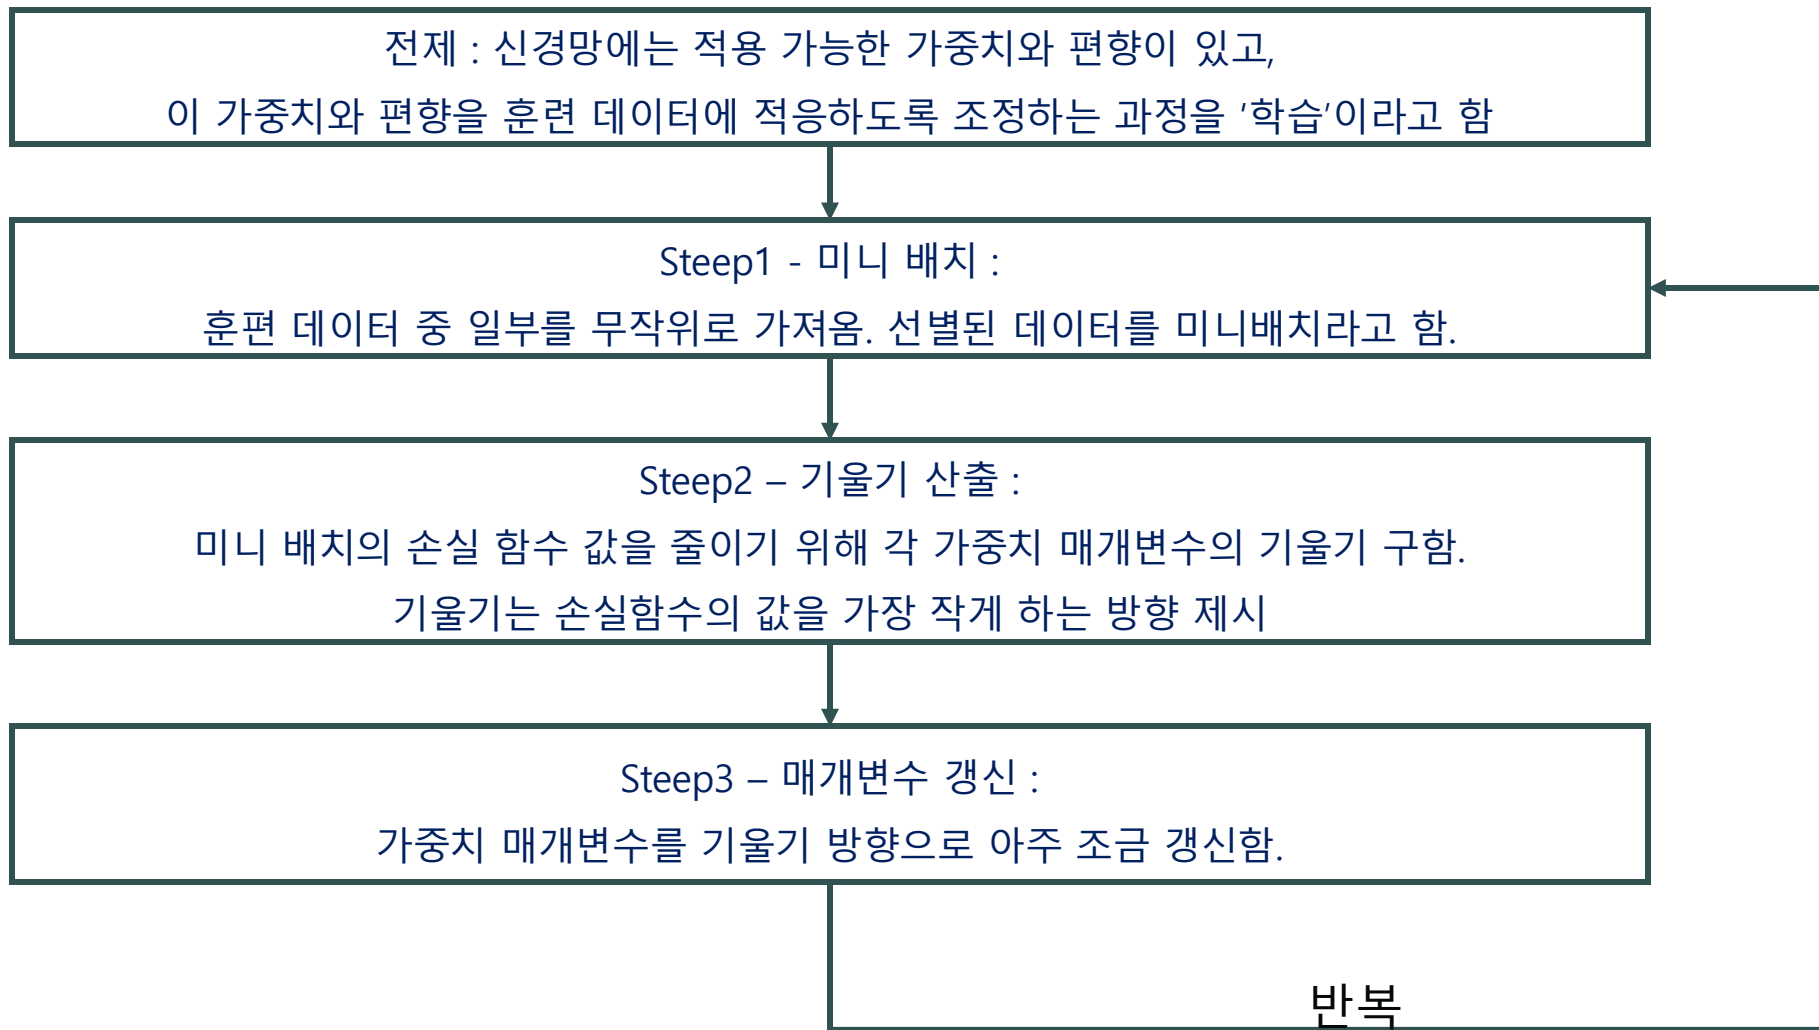 전제 : 신경망에는 적용 가능한 가중치와 편향이 있고,
이 가중치와 편향을 훈련 데이터에 적응하도록 조정하는 과정을 '학습'이라고 함
Steep1 - 미니 배치 :
훈편 데이터 중 일부를 무작위로 가져옴. 선별된 데이터를 미니배치라고 함.
Steep2 – 기울기 산출 :
미니 배치의 손실 함수 값을 줄이기 위해 각 가중치 매개변수의 기울기 구함.
기울기는 손실함수의 값을 가장 작게 하는 방향 제시
Steep3 – 매개변수 갱신 :
가중치 매개변수를 기울기 방향으로 아주 조금 갱신함.
반복